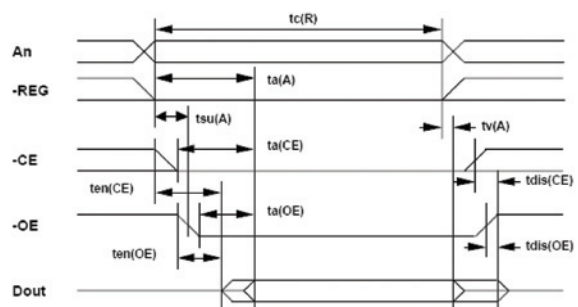 tc(R)
An
-REG
ta(A)
tsu(A)
tv(A)
-CE
ta(CE)
ten(CE)
tdis(CE)
-OE
ta(OE)
ten(OE)
tdis(OE)
Dout